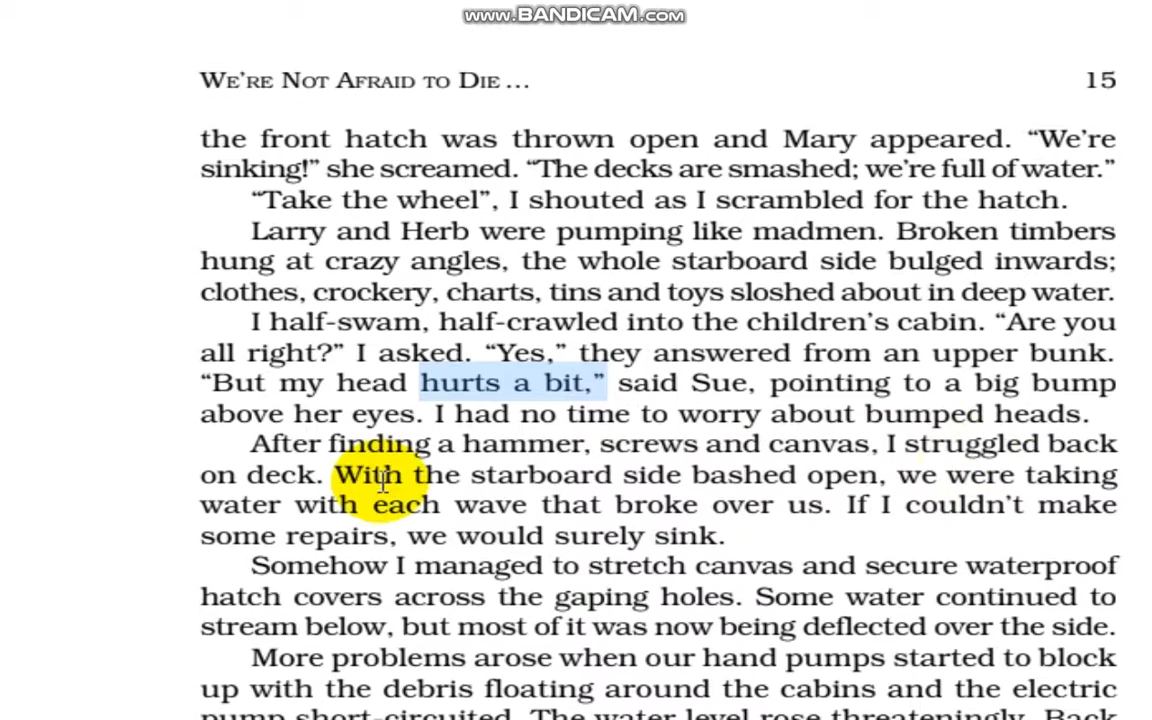 www.BANDICAM.com
WE'RE NOT AFRAID TO DIE ... 15
the front hatch was thrown open and Mary appeared. “We’re
sinking!” she screamed. “The decks are smashed; we’re full of water.”
“Take the wheel”, I shouted as I scrambled for the hatch.
Larry and Herb were pumping like madmen. Broken timbers
hung at crazy angles, the whole starboard side bulged inwards;
clothes, crockery, charts, tins and toys sloshed about in deep water.
I half-swam, half-crawled into the children’s cabin. “Are you
all right?” I asked. “Yes,” they answered from an upper bunk.
“But my head hurts a bit,” said Sue, pointing to a big bump
above her eyes. I had no time to worry about bumped heads.
After finding a hammer, screws and canvas, I struggled back
on deck. With the starboard side bashed open, we were taking
water with each wave that broke over us. If I couldn’t make
some repairs, we would surely sink.
Somehow I managed to stretch canvas and secure waterproof
hatch covers across the gaping holes. Some water continued to
stream below, but most of it was now being deflected over the side.
More problems arose when our hand pumps started to block
up with the debris floating around the cabins and the electric
pump short-circuited. The water level rose threateningly. Back